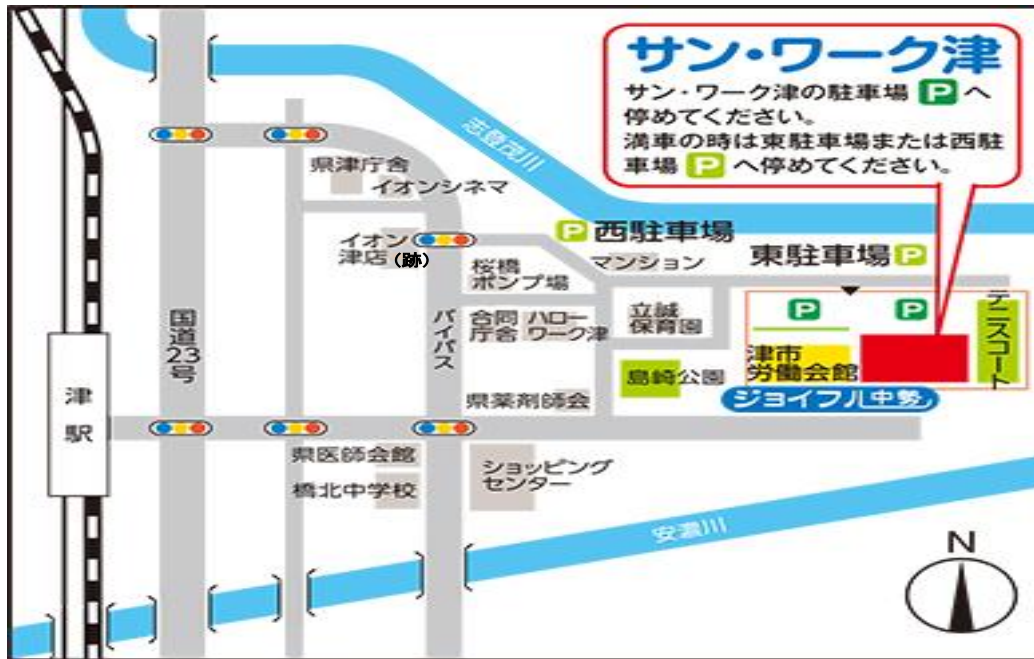 サン・ワーク津
サン・ワーク津の駐車場 P へ
停めてください。
満車の時は東駐車場または西駐
車場 P へ停めてください。
志登茂川
県津庁舎
イオンシネマ
イオン
津店(跡)
P 西駐車場
マンション
東駐車場 P
桜橋
ポンプ場
国道23号
バイパス
合同
庁舎
ハロー
ワーク津
立誠
保育園
P
P
テニスコート
津市
労働会館
島崎公園
ジョイフル中勢
県薬剤師会
津駅
県医師会館
橋北中学校
ショッピング
センター
安濃川
N